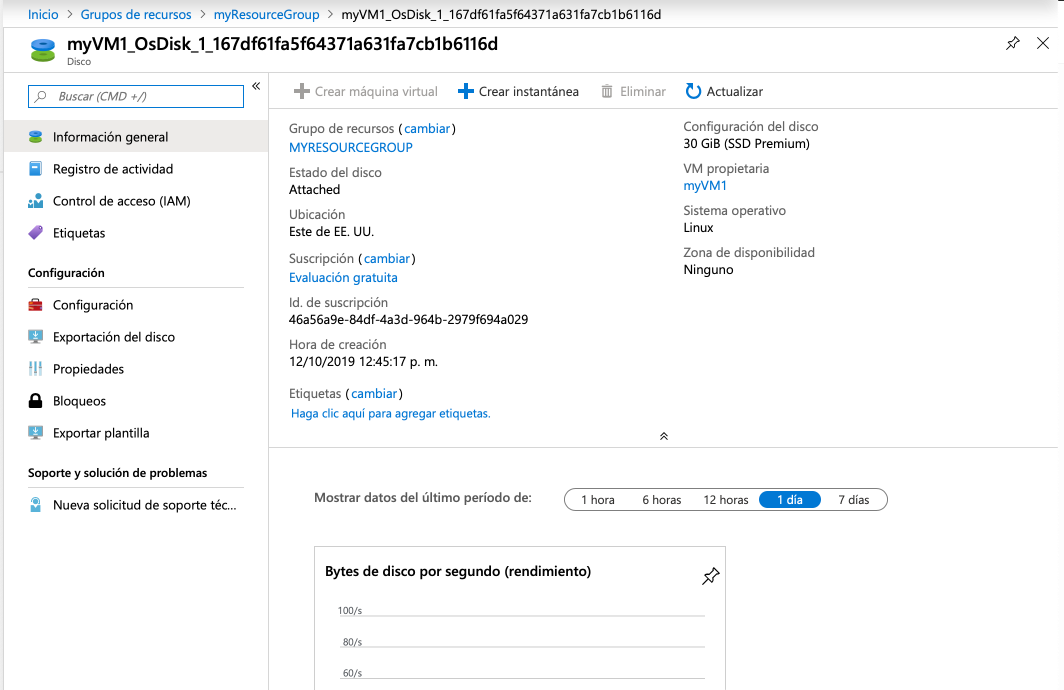 Inicio > Grupos de recursos > myResourceGroup > myVM1_OsDisk_1_167df61fa5f64371a631fa7cb1b6116d
myVM1_OsDisk_1_167df61fa5f64371a631fa7cb1b6116d
Disco
Buscar (CMD +/)
«
Información general
Registro de actividad
Control de acceso (IAM)
Etiquetas
Configuración
Configuración
Exportación del disco
Propiedades
Bloqueos
Exportar plantilla
Soporte y solución de problemas
Nueva solicitud de soporte téc...
Crear máquina virtual Crear instantánea Eliminar Actualizar
Grupo de recursos (cambiar)
MYRESOURCEGROUP
Estado del disco
Attached
Ubicación
Este de EE. UU.
Suscripción (cambiar)
Evaluación gratuita
Id. de suscripción
46a56a9e-84df-4a3d-964b-2979f694a029
Hora de creación
12/10/2019 12:45:17 p. m.
Etiquetas (cambiar)
Haga clic aquí para agregar etiquetas.
Configuración del disco
30 GiB (SSD Premium)
VM propietaria
myVM1
Sistema operativo
Linux
Zona de disponibilidad
Ninguno
Mostrar datos del último período de: 1 hora 6 horas 12 horas 1 día 7 días
Bytes de disco por segundo (rendimiento)
100/s
80/s
60/s